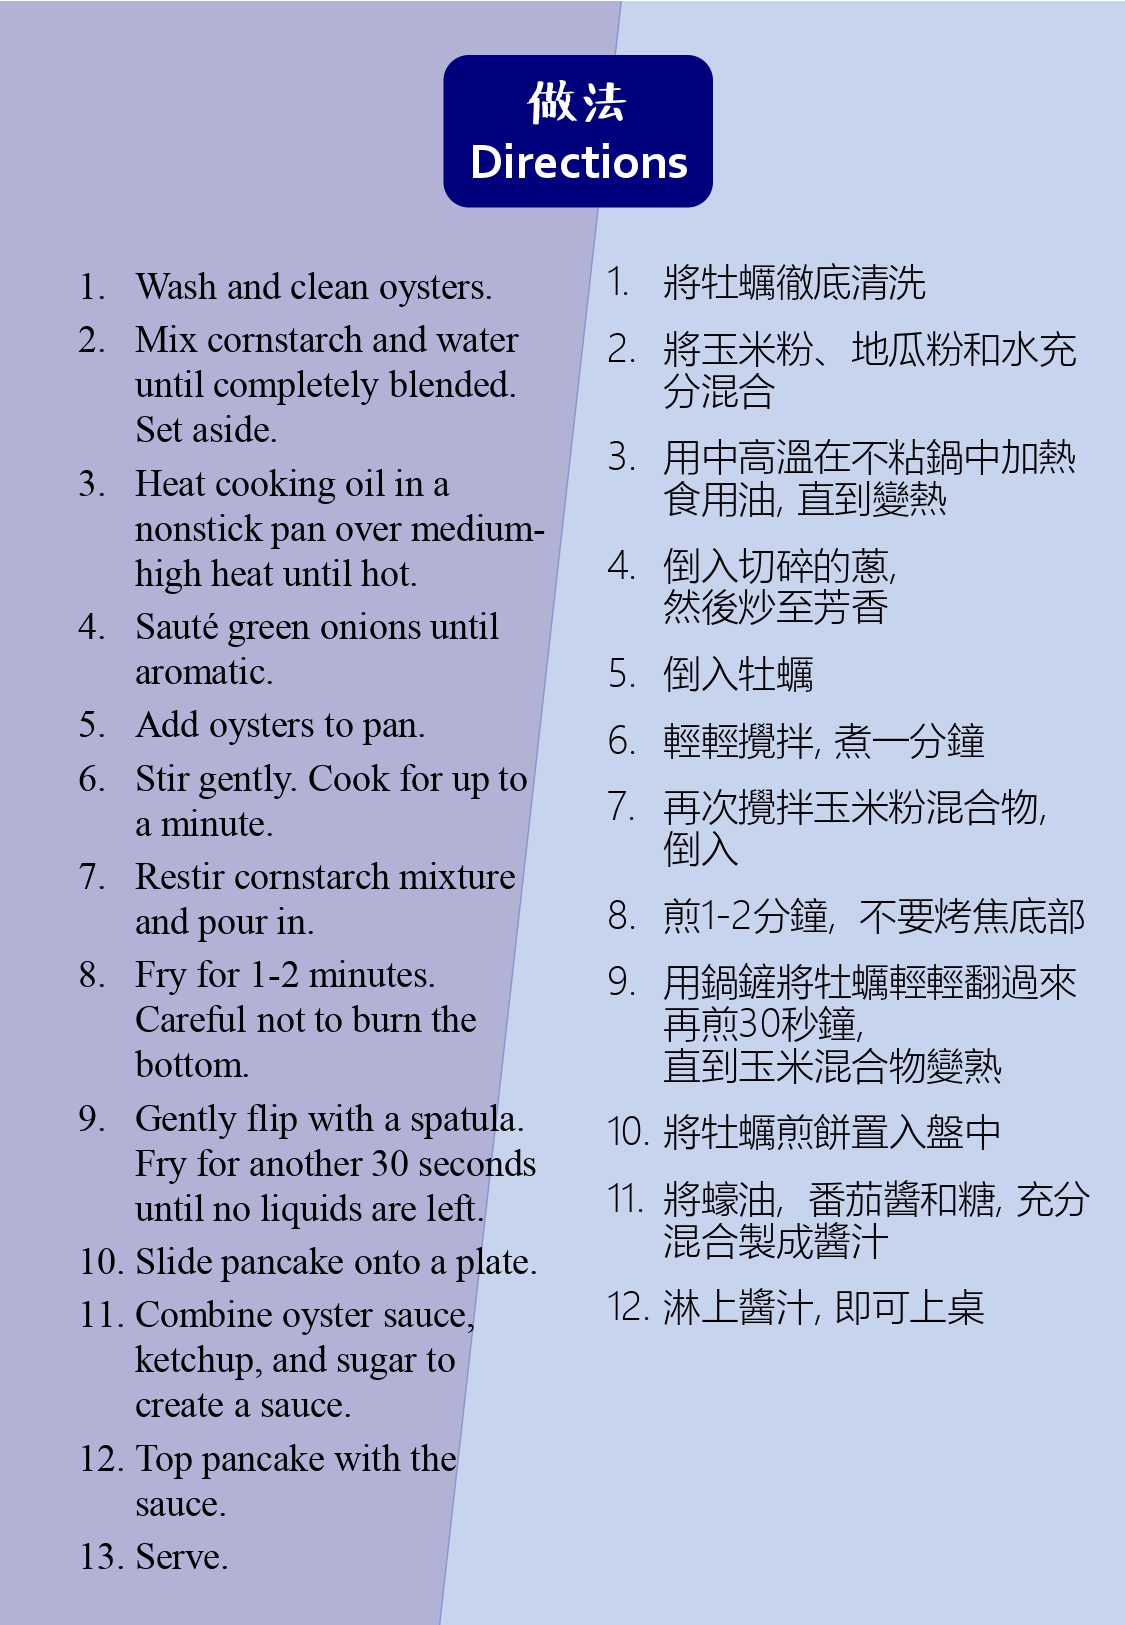 做法
Directions
1. Wash and clean oysters.
2. Mix cornstarch and water
until completely blended.
Set aside.
3. Heat cooking oil in a
nonstick pan over medium-
high heat until hot.
4. Sauté green onions until
aromatic.
5. Add oysters to pan.
6. Stir gently. Cook for up to
a minute.
7. Restir cornstarch mixture
and pour in.
8. Fry for 1-2 minutes.
Careful not to burn the
bottom.
9. Gently flip with a spatula.
Fry for another 30 seconds
until no liquids are left.
10. Slide pancake onto a plate.
11. Combine oyster sauce,
ketchup, and sugar to
create a sauce.
12. Top pancake with the
sauce.
13. Serve.
1. 將牡蠣徹底清洗
2. 將玉米粉、地瓜粉和水充
分混合
3. 用中高溫在不粘鍋中加熱
食用油, 直到變熱
4. 倒入切碎的蔥,
然後炒至芳香
5. 倒入牡蠣
6. 輕輕攪拌, 煮一分鐘
7. 再次攪拌玉米粉混合物,
倒入
8. 煎1-2分鐘, 不要烤焦底部
9. 用鍋鏟將牡蠣輕輕翻過來
再煎30秒鐘,
直到玉米混合物變熟
10. 將牡蠣煎餅置入盤中
11. 將蠔油, 番茄醬和糖, 充分
混合製成醬汁
12. 淋上醬汁, 即可上桌